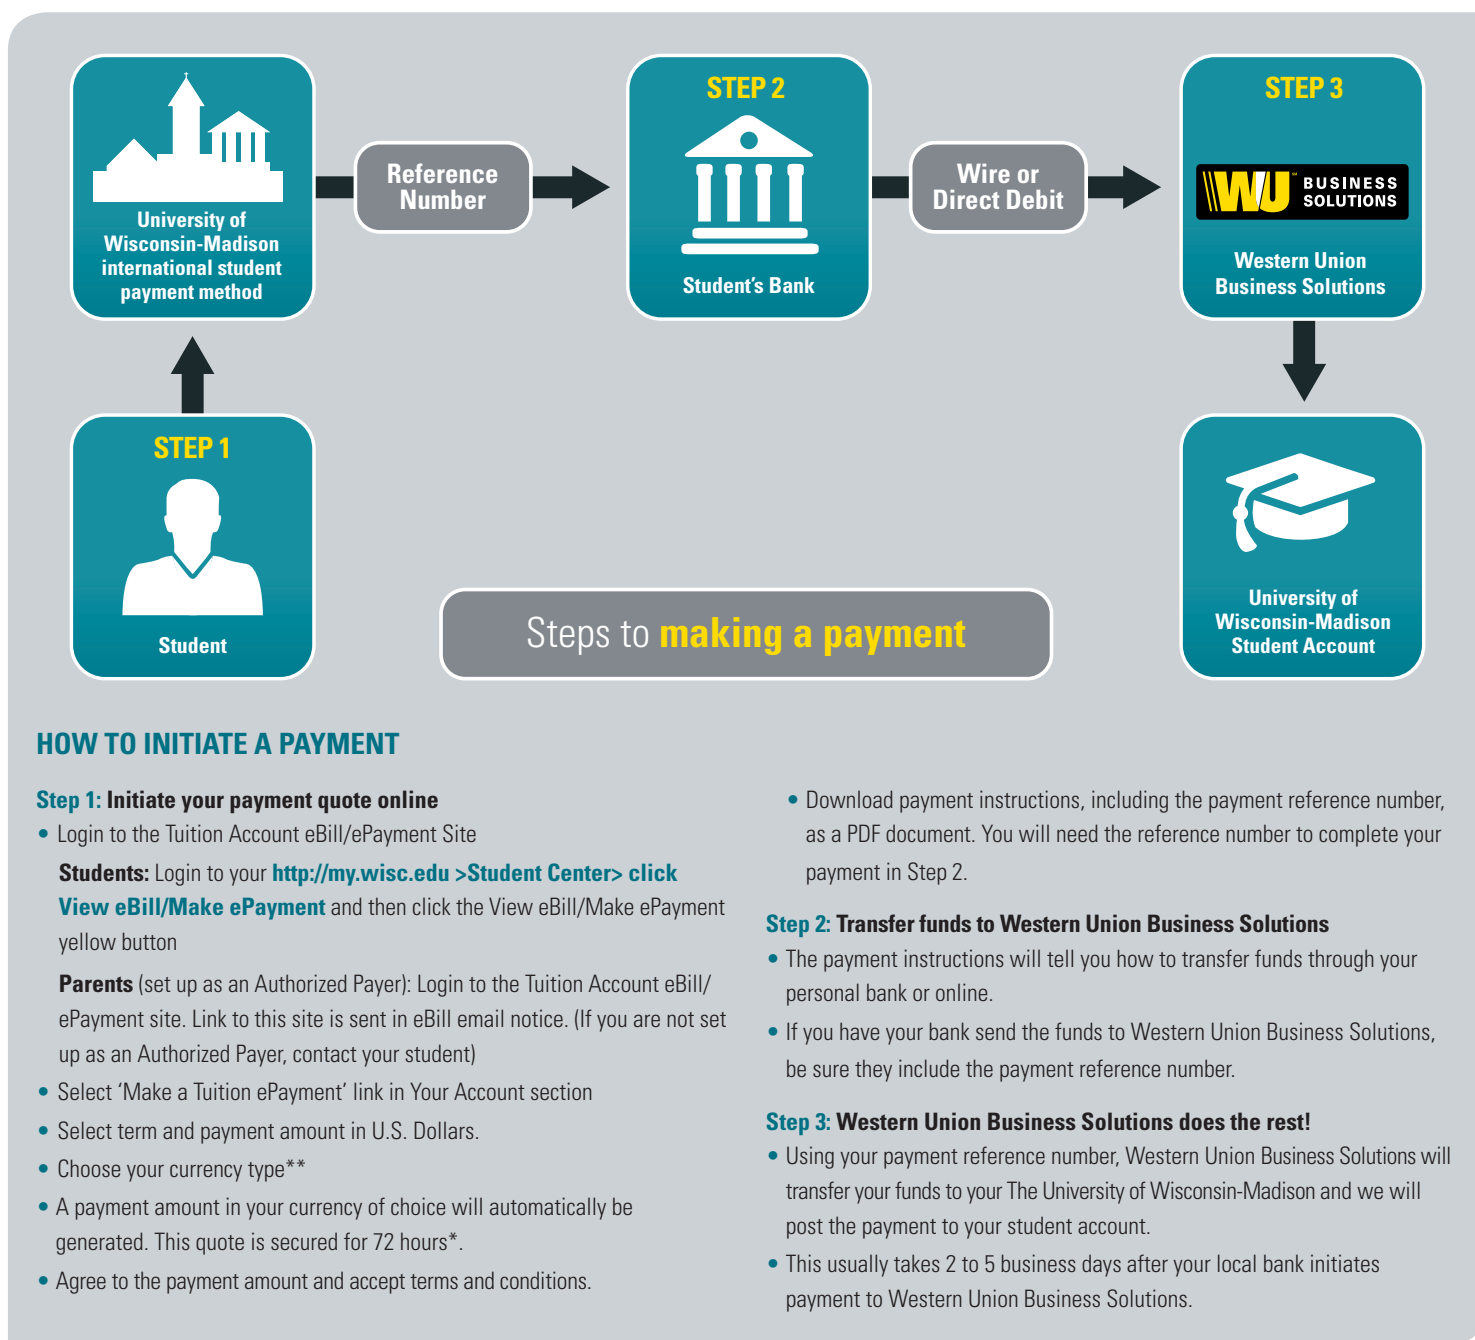 University of
Wisconsin-Madison
international student
payment method
Reference
Number
STEP 2
Student's Bank
Wire or
Direct Debit
STEP 3
WU BUSINESS
SOLUTIONS
Western Union
Business Solutions
STEP 1
Student
Steps to making a payment
University of
Wisconsin-Madison
Student Account
HOW TO INITIATE A PAYMENT
Step 1: Initiate your payment quote online
• Login to the Tuition Account eBill/ePayment Site
Students: Login to your http://my.wisc.edu >Student Center> click
View eBill/Make ePayment and then click the View eBill/Make ePayment
yellow button
Parents (set up as an Authorized Payer): Login to the Tuition Account eBill/
ePayment site. Link to this site is sent in eBill email notice. (If you are not set
up as an Authorized Payer, contact your student)
• Select ‘Make a Tuition ePayment’ link in Your Account section
• Select term and payment amount in U.S. Dollars.
• Choose your currency type**
• A payment amount in your currency of choice will automatically be
generated. This quote is secured for 72 hours*.
• Agree to the payment amount and accept terms and conditions.
• Download payment instructions, including the payment reference number,
as a PDF document. You will need the reference number to complete your
payment in Step 2.
Step 2: Transfer funds to Western Union Business Solutions
• The payment instructions will tell you how to transfer funds through your
personal bank or online.
• If you have your bank send the funds to Western Union Business Solutions,
be sure they include the payment reference number.
Step 3: Western Union Business Solutions does the rest!
• Using your payment reference number, Western Union Business Solutions will
transfer your funds to your The University of Wisconsin-Madison and we will
post the payment to your student account.
• This usually takes 2 to 5 business days after your local bank initiates
payment to Western Union Business Solutions.